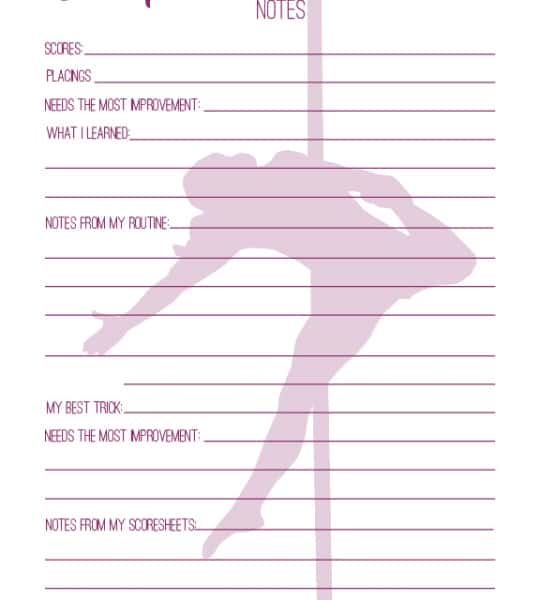 NOTES
SCORES:
PLACINGS
NEEDS THE MOST IMPROVEMENT:
WHAT I LEARNED:
NOTES FROM MY ROUTINE:
MY BEST TRICK:
NEEDS THE MOST IMPROVEMENT:
NOTES FROM MY SCORESHEETS: